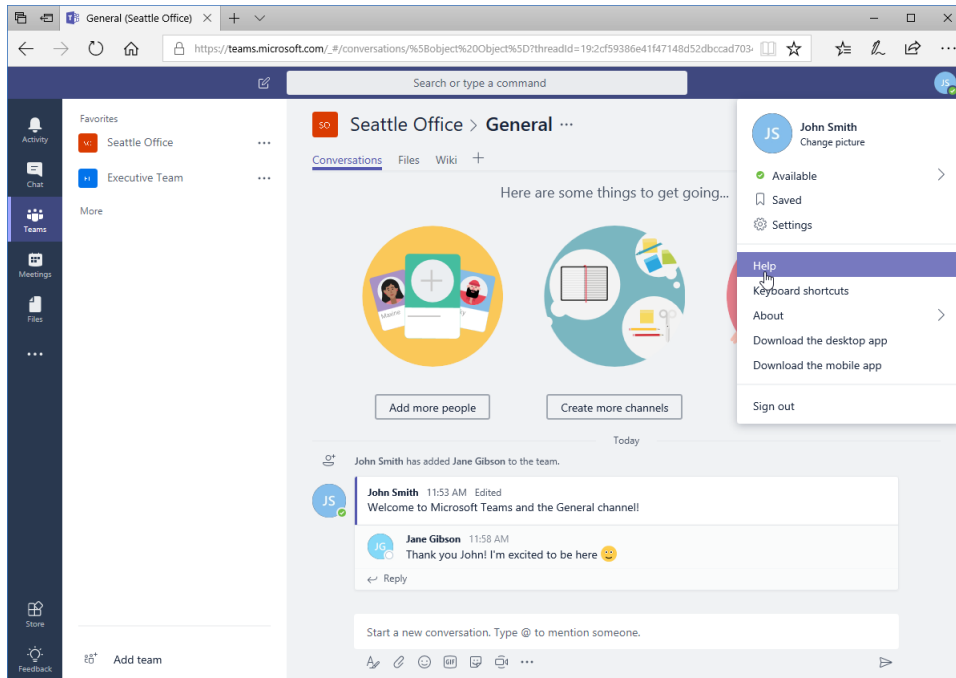 General (Seattle Office)
https://teams.microsoft.com/_#/conversations/%5Bobject%20Object%5D?threadId=19:2cf59386e41f47148d52dbccad703
Search or type a command
JS
Activity
Chat
Teams
Meetings
Files
Store
Feedback
Favorites
Seattle Office
Executive Team
More
Add team
SO
Seattle Office > General
Conversations Files Wiki
Here are some things to get going...
Maxine
Add more people
Create more channels
Today
John Smith has added Jane Gibson to the team.
JS
John Smith 11:53 AM Edited
Welcome to Microsoft Teams and the General channel!
JG
Jane Gibson 11:58 AM
Thank you John! I'm excited to be here
Reply
Start a new conversation. Type @ to mention someone.
GIF
JS
John Smith
Change picture
Available
Saved
Settings
Help
Keyboard shortcuts
About
Download the desktop app
Download the mobile app
Sign out